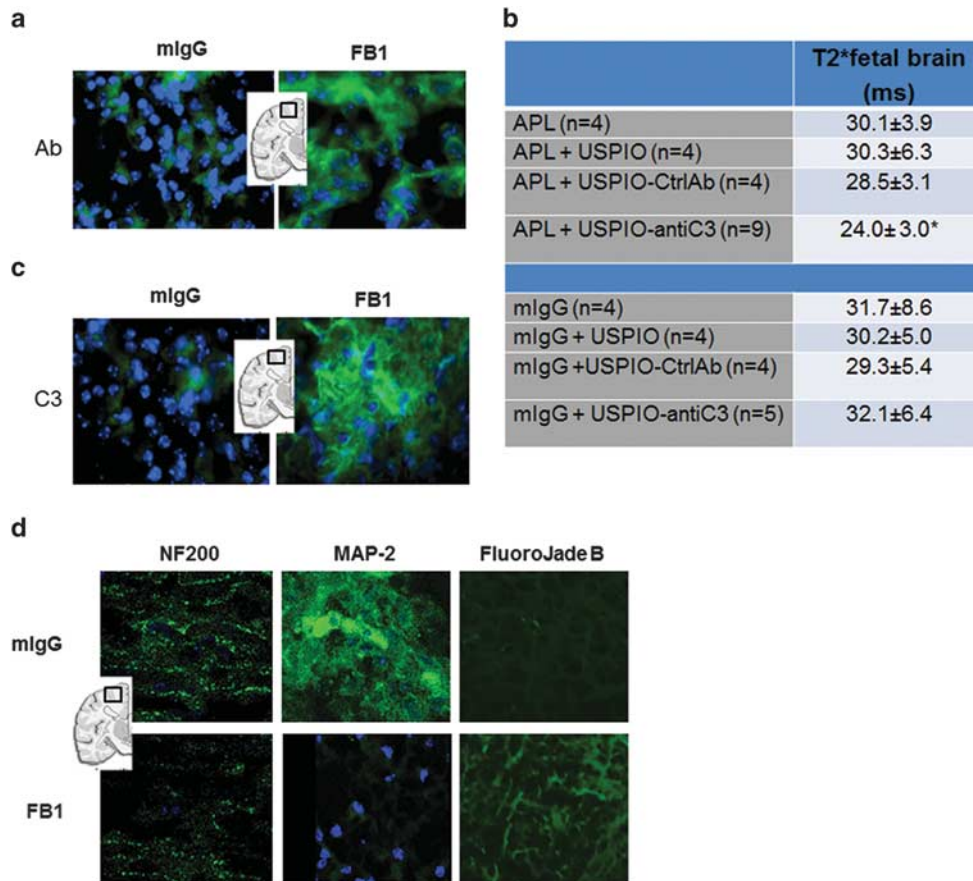 a
mIgG
FB1
Ab
b
T2*fetal brain
(ms)
APL (n=4) 30.1±3.9
APL + USPIO (n=4) 30.3±6.3
APL + USPIO-CtrlAb (n=4) 28.5±3.1
APL + USPIO-antiC3 (n=9) 24.0±3.0*
mIgG (n=4) 31.7±8.6
mIgG + USPIO (n=4) 30.2±5.0
mIgG +USPIO-CtrlAb (n=4) 29.3±5.4
mIgG + USPIO-antiC3 (n=5) 32.1±6.4
c
mIgG
FB1
C3
d
NF200
MAP-2
FluoroJade B
mIgG
FB1